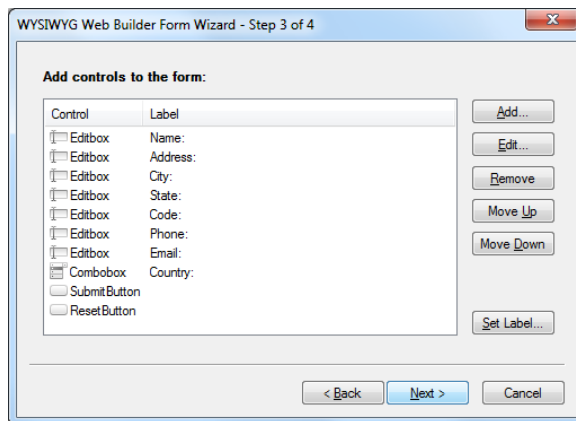 WYSIWYG Web Builder Form Wizard - Step 3 of 4
Add controls to the form:
Control Label
Editbox Name:
Editbox Address:
Editbox City:
Editbox State:
Editbox Code:
Editbox Phone:
Editbox Email:
Combobox Country:
SubmitButton
ResetButton
Add...
Edit...
Remove
Move Up
Move Down
Set Label...
< Back Next > Cancel